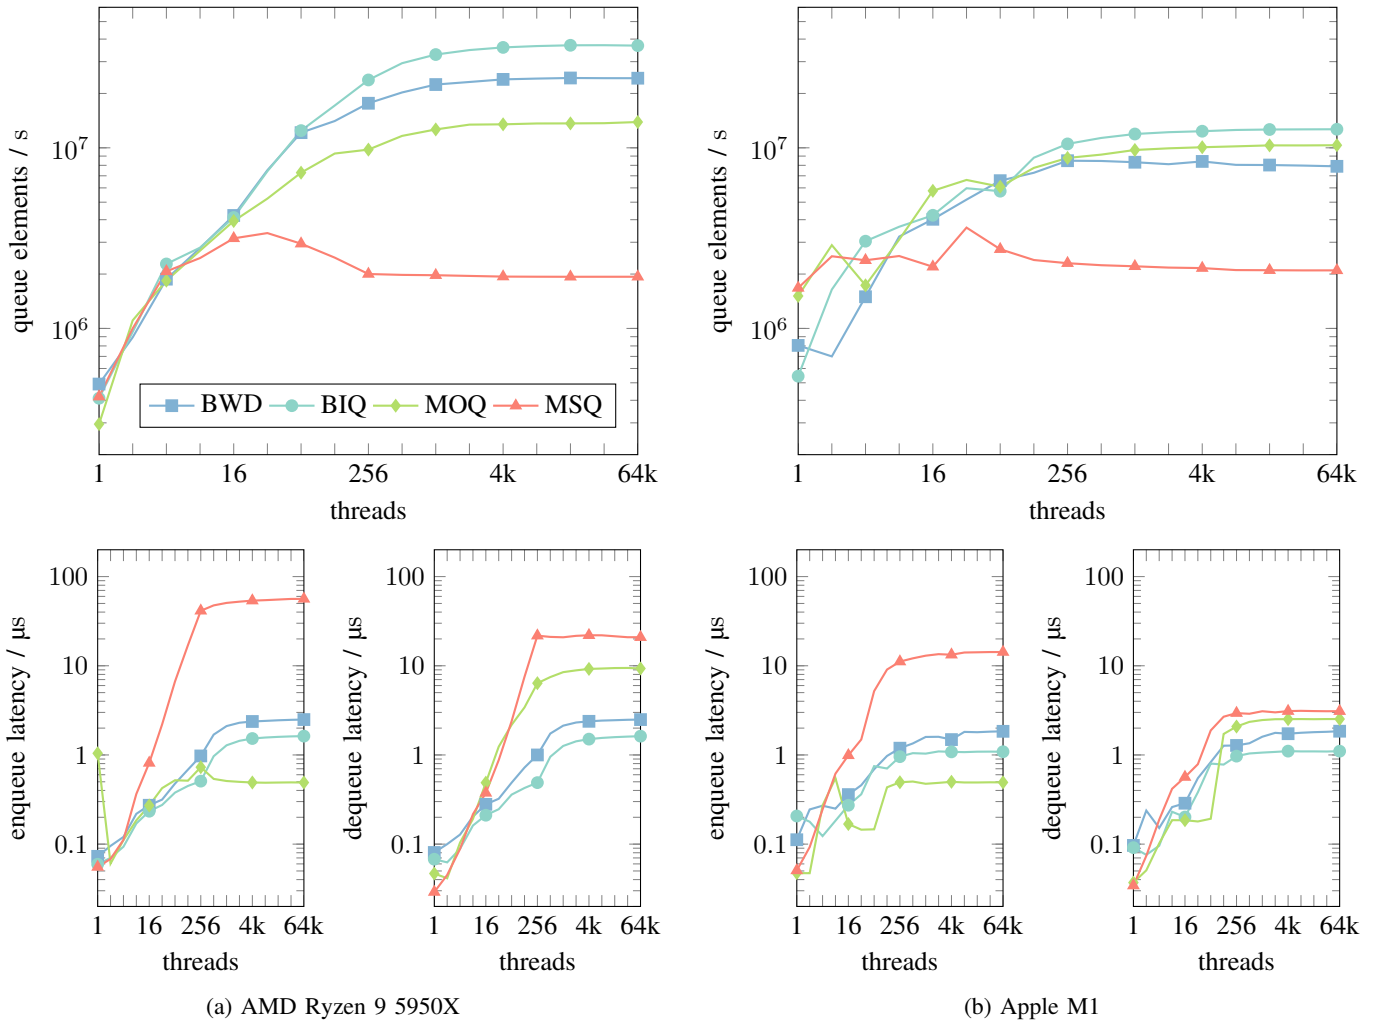 queue elements / s
10^7
10^6
BWD BIQ MOQ MSQ
1 16 256 4k 64k
threads
queue elements / s
10^7
10^6
1 16 256 4k 64k
threads
enqueue latency / µs
100
10
1
0.1
1 16 256 4k 64k
threads
dequeue latency / µs
100
10
1
0.1
1 16 256 4k 64k
threads
(a) AMD Ryzen 9 5950X
enqueue latency / µs
100
10
1
0.1
1 16 256 4k 64k
threads
dequeue latency / µs
100
10
1
0.1
1 16 256 4k 64k
threads
(b) Apple M1